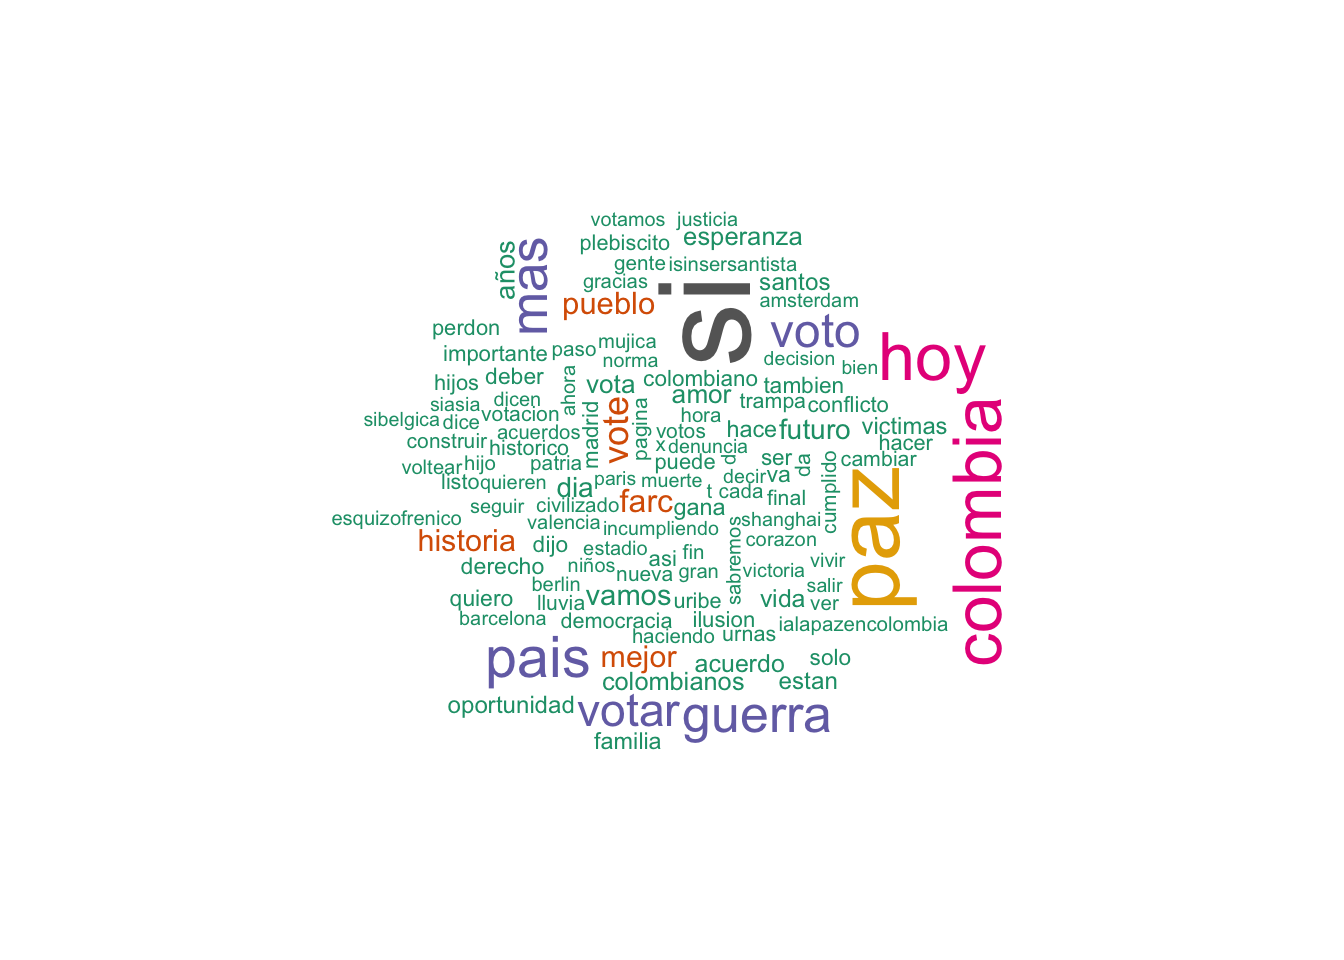 votamos justicia
plebiscito esperanza
años mas gente isinsersantista
gracias si santos
pueblo amsterdam
perdon voto hoy
importante paso mujica decision bien
norma
hijos deber ahora vota colombiano tambien
siasia dicen amor trampa conflicto colombia
sibelgica dice votacion madrid vote pagina hora
construir acuerdos votos hace futuro victimas
historico x denuncia hacer
voltear hijo patria puede d ser da cambiar
listo quieren paris muerte decir va cumplido paz
dia t cada final
seguir civilizado farc gana
esquizofrenico valencia incumpliendo shanghai
historia dijo estadio asi fin sabremos corazon
derecho niños nueva gran victoria vivir
berlin salir
quiero lluvia vamos uribe vida ver
barcelona democracia ilusion ialapazencolombia
haciendo urnas
pais mejor acuerdo solo
colombianos estan
oportunidad votar guerra
familia